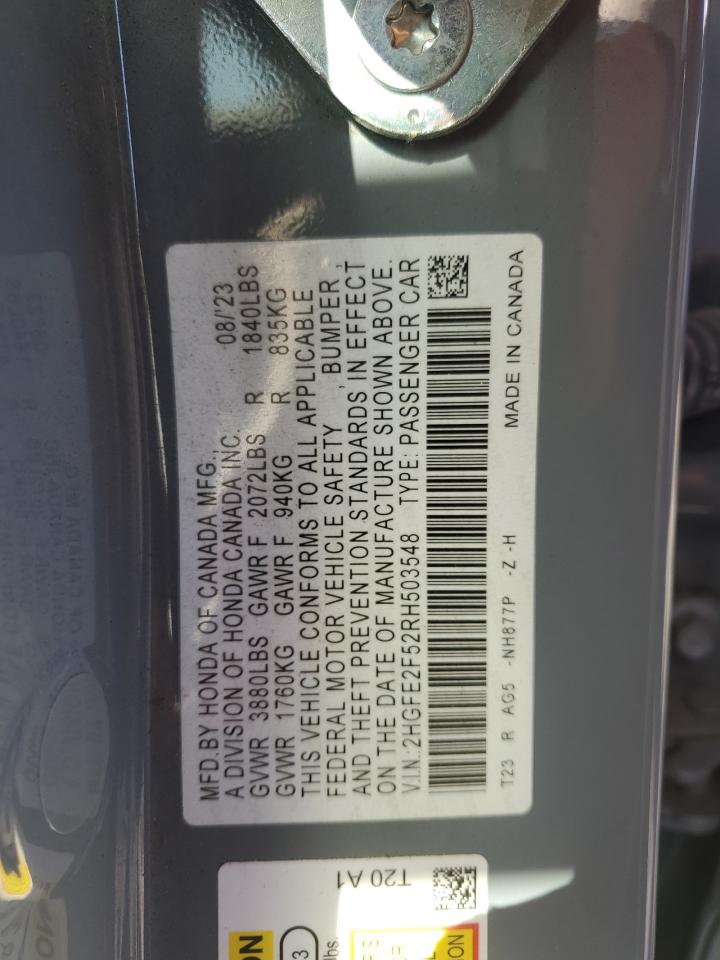 MFD.BY HONDA OF CANADA MFG.,
A DIVISION OF HONDA CANADA INC. 08/'23
GVWR 3880LBS GAWR F 2072LBS R 1840LBS
GVWR 1760KG GAWR F 940KG R 835KG
THIS VEHICLE CONFORMS TO ALL APPLICABLE
FEDERAL MOTOR VEHICLE SAFETY, BUMPER,
AND THEFT PREVENTION STANDARDS IN EFFECT
ON THE DATE OF MANUFACTURE SHOWN ABOVE.
V.I.N.:2HGFE2F52RH503548 TYPE: PASSENGER CAR
T23 R AG5 -NH877P -Z -H MADE IN CANADA
T20 A1
lbs.